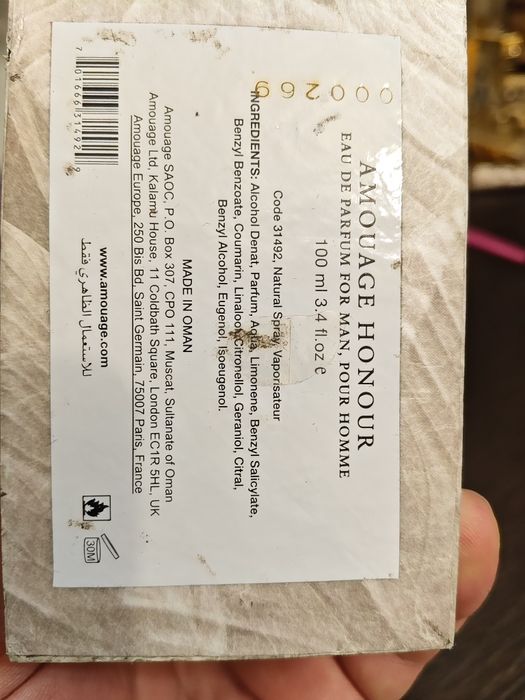 AMOUAGE HONOUR
EAU DE PARFUM FOR MAN, POUR HOMME
100 ml 3.4 fl.oz e
Code 31492, Natural Spray Vaporisateur
INGREDIENTS: Alcohol Denat, Parfum, Aqua, Limonene, Benzyl Salicylate,
Benzyl Benzoate, Coumarin, Linalool, Citronellol, Geraniol, Citral,
Benzyl Alcohol, Eugenol, Isoeugenol.
MADE IN OMAN
Amouage SAOC, P.O. Box 307, CPO 111, Muscat, Sultanate of Oman
Amouage Ltd, Kalamu House, 11 Coldbath Square, London EC1R 5HL, UK
Amouage Europe, 250 Bis Bd, Saint Germain, 75007 Paris, France
www.amouage.com
للاستعمال الظاهري فقط
30M
7 01666 31492 9